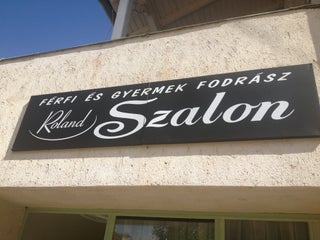 FÉRFI ÉS GYERMEK FODRÁSZ
Roland Szalon